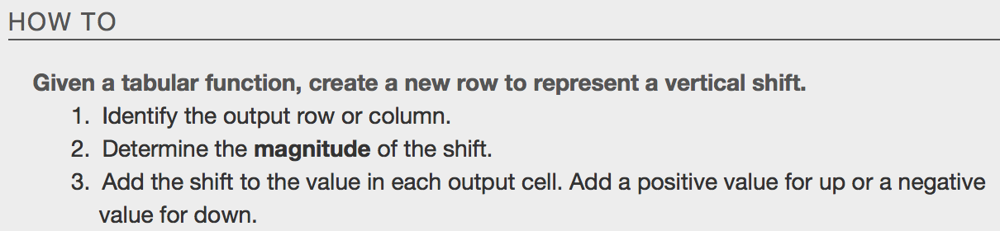 HOW TO
Given a tabular function, create a new row to represent a vertical shift.
1. Identify the output row or column.
2. Determine the magnitude of the shift.
3. Add the shift to the value in each output cell. Add a positive value for up or a negative
value for down.